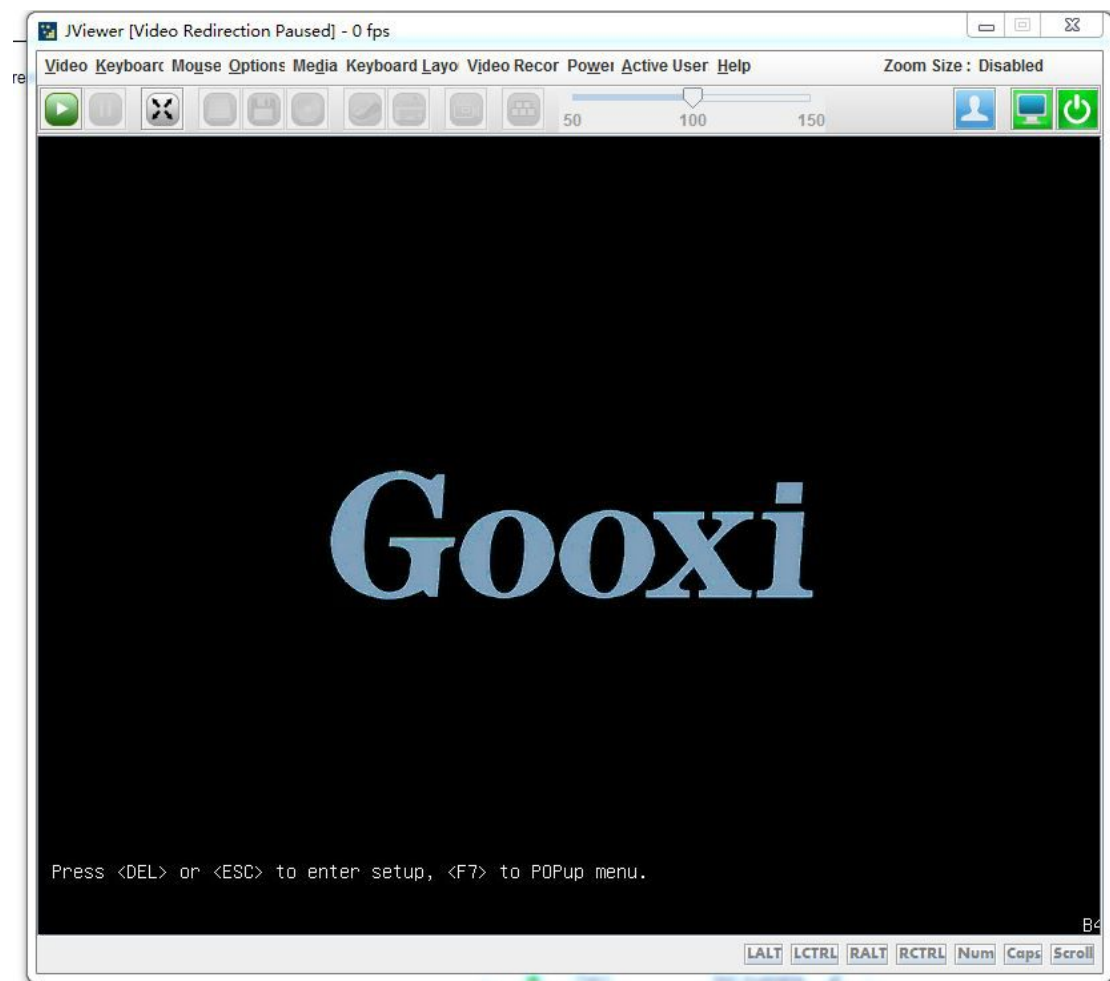 JViewer [Video Redirection Paused] - 0 fps
re
Video Keyboarc Mouse Options Media Keyboard Layo Video Recor Power Active User Help Zoom Size : Disabled
50 100 150
Gooxi
Press <DEL> or <ESC> to enter setup, <F7> to POPup menu.
B4
LALT LCTRL RALT RCTRL Num Caps Scroll